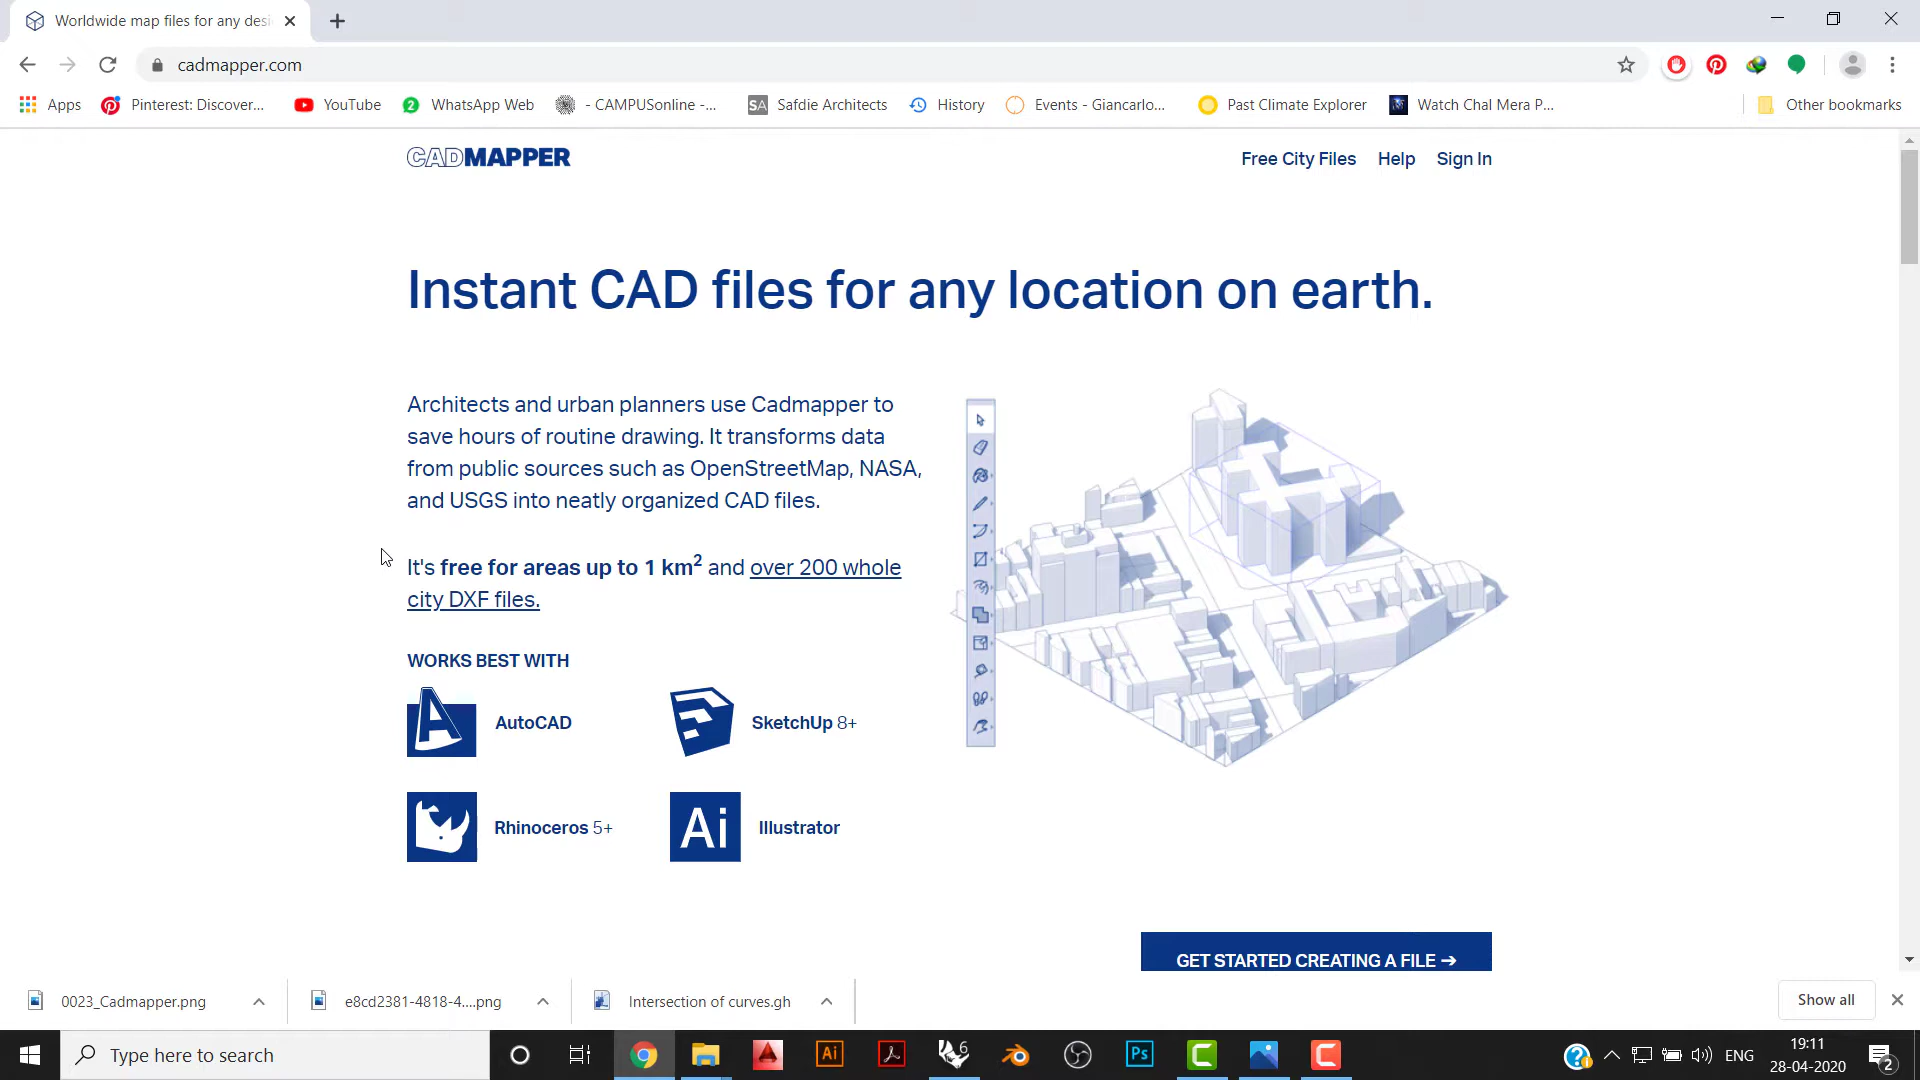 Worldwide map files for any desi
cadmapper.com
Apps
Pinterest: Discover...
YouTube
2
WhatsApp Web
- CAMPUSonline -...
SA
Safdie Architects
History
Events - Giancarlo...
Past Climate Explorer
Watch Chal Mera P...
Other bookmarks
CADMAPPER
Free City Files
Help
Sign In
Instant CAD files for any location on earth.
Architects and urban planners use Cadmapper to
save hours of routine drawing. It transforms data
from public sources such as OpenStreetMap, NASA,
and USGS into neatly organized CAD files.
It's free for areas up to 1 km² and over 200 whole
city DXF files.
WORKS BEST WITH
A
AutoCAD
SketchUp 8+
Rhinoceros 5+
Ai
Illustrator
GET STARTED CREATING A FILE →
0023_Cadmapper.png
e8cd2381-4818-4....png
Intersection of curves.gh
Show all
Type here to search
Ai
6
Ps
C
C
?
ENG
19:11
28-04-2020
2